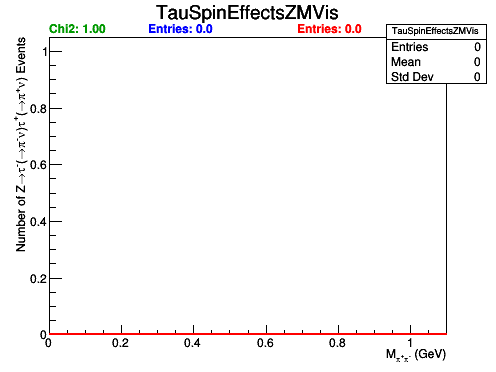 TauSpinEffectsZMVis
Chi2: 1.00 Entries: 0.0 Entries: 0.0
TauSpinEffectsZMVis
Entries 0
Mean 0
Std Dev 0
Number of Z→τ⁻(→π⁻ν)τ⁺(→π⁺ν) Events
1
0.8
0.6
0.4
0.2
0
0 0.2 0.4 0.6 0.8 1
M_π⁺π⁻ (GeV)